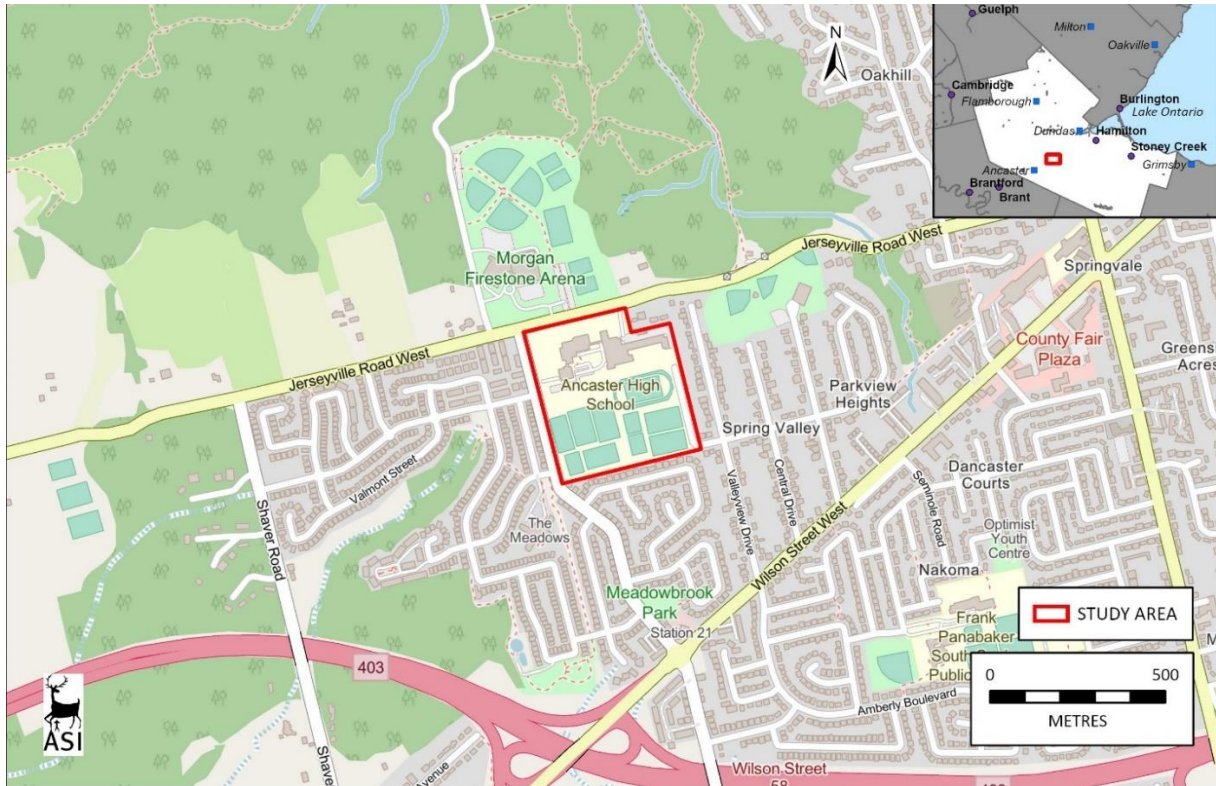 Guelph
Milton
Oakville
Cambridge
Flamborough
Burlington
Lake Ontario
Dundas
Hamilton
Stoney Creek
Grimsby
Ancaster
Brantford
Brant
N
Oakhill
Morgan
Firestone Arena
Jerseyville Road West
Springvale
County Fair
Plaza
Greens
Acres
Jerseyville Road West
Ancaster High
School
Parkview
Heights
Spring Valley
Valmont Street
Shaver Road
Valleyview Drive
Central Drive
Seminole Road
Dancaster
Courts
Wilson Street West
The
Meadows
Optimist
Youth
Centre
Nakoma
Meadowbrook
Park
Station 21
Frank
Panabaker
South
Public
Amberly Boulevard
403
STUDY AREA
0 500
METRES
ASI
Shaver
Avenue
Wilson Street
58
403